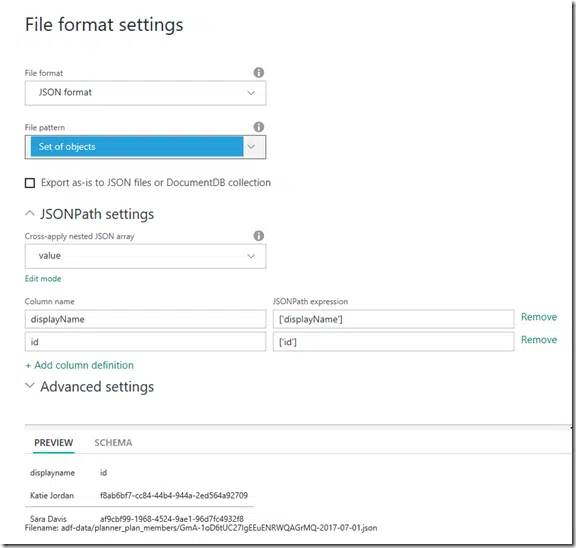 File format settings
File format
JSON format
File pattern
Set of objects
Export as-is to JSON files or DocumentDB collection
JSONPath settings
Cross-apply nested JSON array
value
Edit mode
Column name JSONPath expression
displayName ['displayName'] Remove
id ['id'] Remove
+ Add column definition
Advanced settings
PREVIEW SCHEMA
displayname id
Katie Jordan f8ab6bf7-cc84-44b4-944a-2ed564a92709
Sara Davis af9cbf99-1968-4524-9ae1-96d7fc4932f8
Filename: adf-data/planner_plan_members/GmA-1oD6tUC27IgEEuENRWQAGrMQ-2017-07-01.json